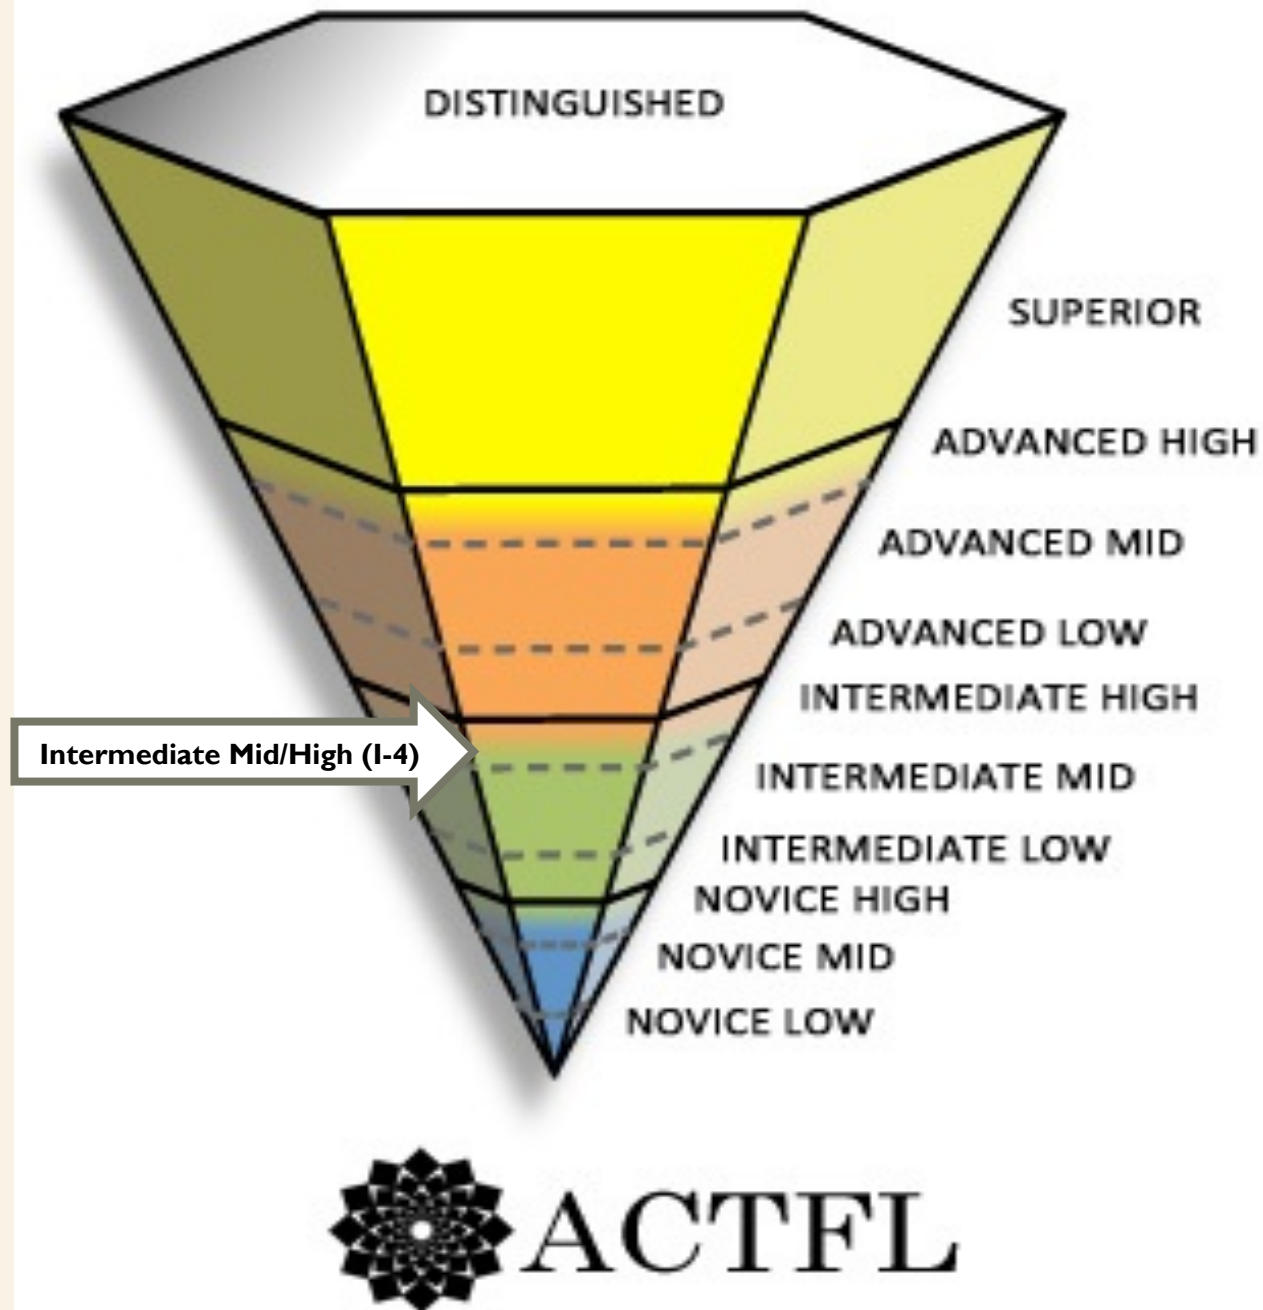 DISTINGUISHED
SUPERIOR
ADVANCED HIGH
ADVANCED MID
ADVANCED LOW
INTERMEDIATE HIGH
Intermediate Mid/High (I-4)
INTERMEDIATE MID
INTERMEDIATE LOW
NOVICE HIGH
NOVICE MID
NOVICE LOW
ACTFL